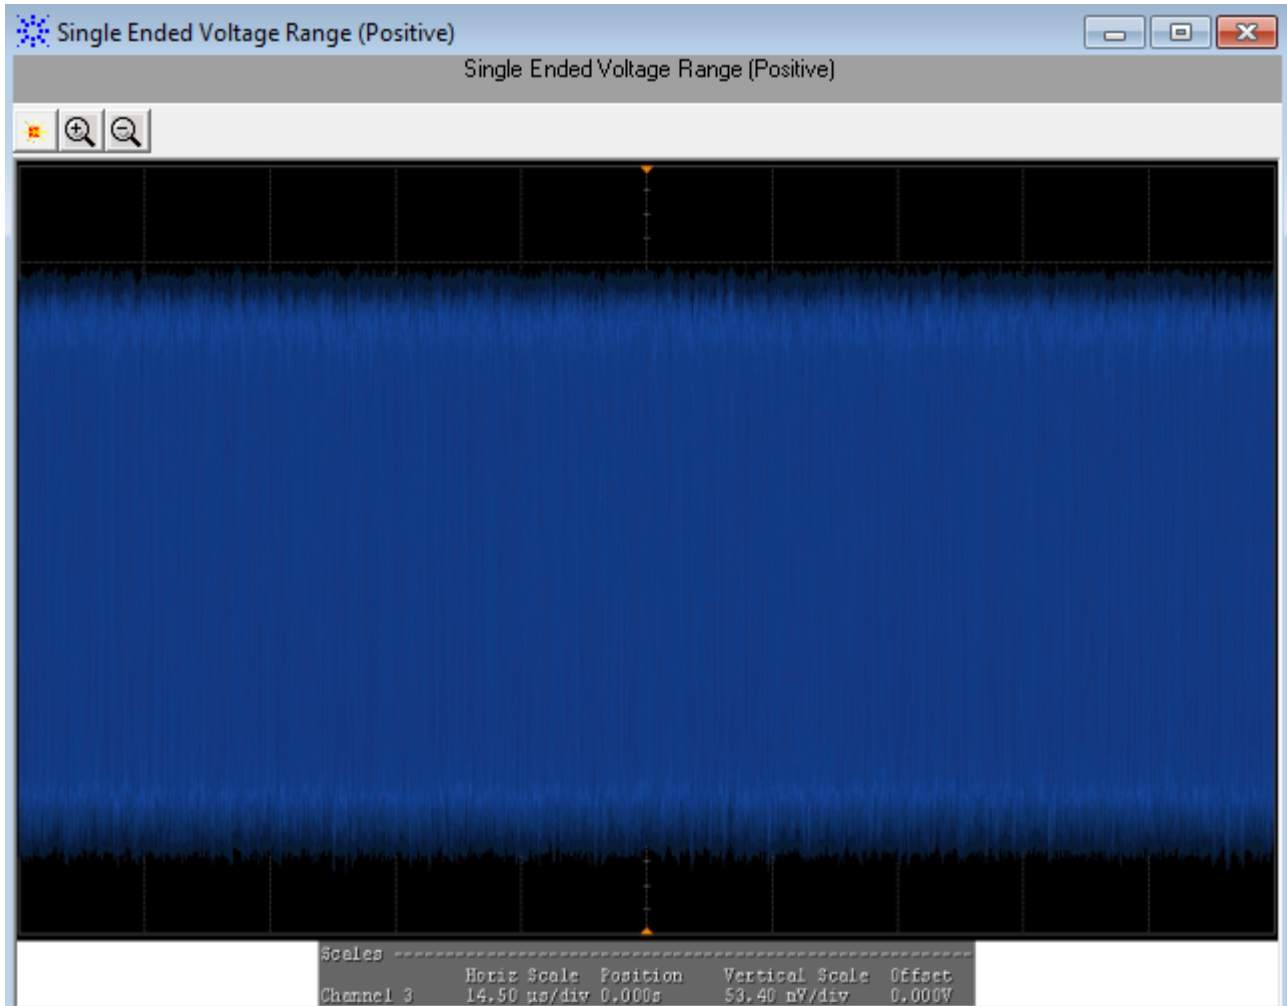 Single Ended Voltage Range (Positive)
Single Ended Voltage Range (Positive)
Scales --------------------------------------------------
Horiz Scale Position Vertical Scale Offset
Channel 3 14.50 µs/div 0.000s 53.40 mV/div 0.000V